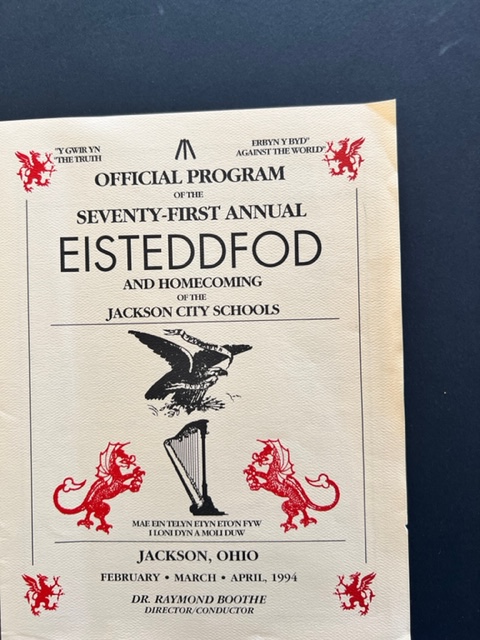 "Y GWIR YN ERBYN Y BYD"
"THE TRUTH AGAINST THE WORLD"
OFFICIAL PROGRAM
OF THE
SEVENTY-FIRST ANNUAL
EISTEDDFOD
AND HOMECOMING
OF THE
JACKSON CITY SCHOOLS
MAE EIN TELYN ETYN ETO'N FYW
I LONI DYN A MOLI DUW
JACKSON, OHIO
FEBRUARY • MARCH • APRIL, 1994
DR. RAYMOND BOOTHE
DIRECTOR/CONDUCTOR